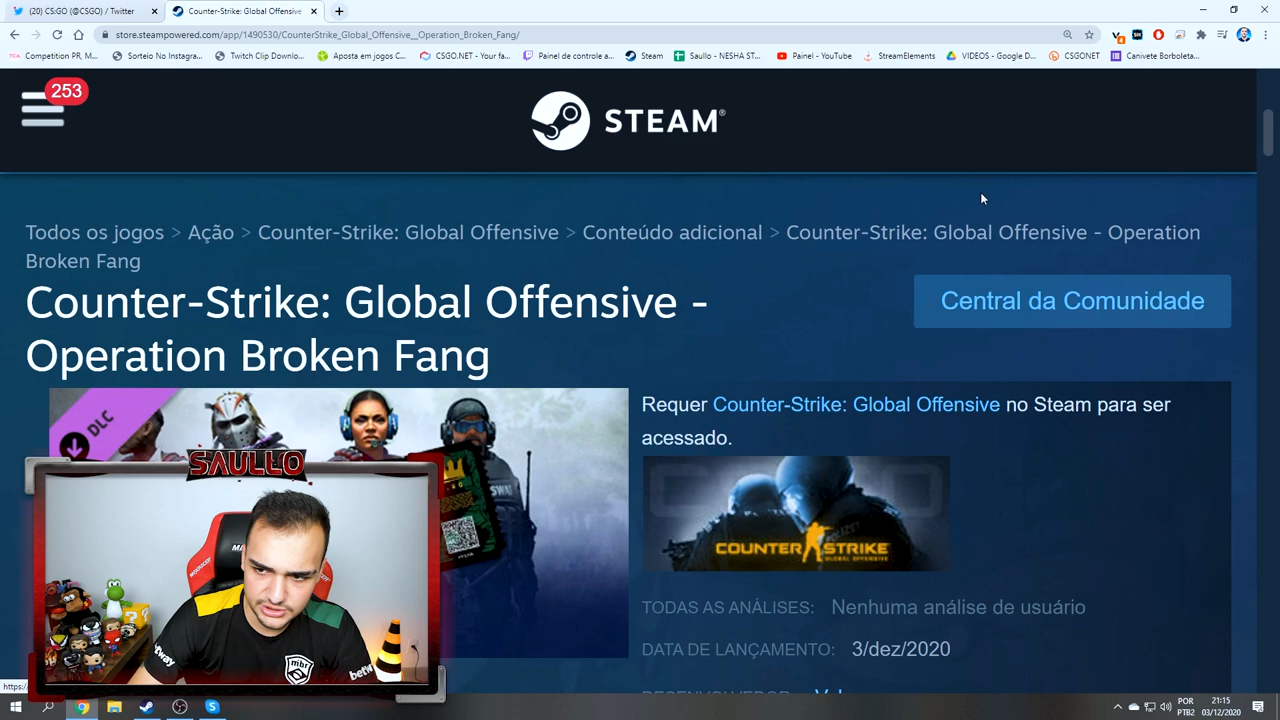 (20) CS:GO (@CSGO) / Twitter
Counter-Strike: Global Offensive
store.steampowered.com/app/1490530/CounterStrike_Global_Offensive__Operation_Broken_Fang/
Competition PR, M...
Sorteio No Instagra...
Twitch Clip Downlo...
Aposta em jogos C...
CSGO.NET - Your fa...
Painel de controle a...
Steam
Saullo - NESHA ST...
Painel - YouTube
StreamElements
VIDEOS - Google D...
CSGONET
Canivete Borboleta...
253
STEAM®
Todos os jogos > Ação > Counter-Strike: Global Offensive > Conteúdo adicional > Counter-Strike: Global Offensive - Operation
Broken Fang
Counter-Strike: Global Offensive -
Operation Broken Fang
Central da Comunidade
DLC
SWAT
Requer Counter-Strike: Global Offensive no Steam para ser
acessado.
COUNTER STRIKE
GLOBAL OFFENSIVE
TODAS AS ANÁLISES: Nenhuma análise de usuário
DATA DE LANÇAMENTO: 3/dez/2020
SAULLO
mbr
betway
https:/
POR
PTB2
21:15
03/12/2020